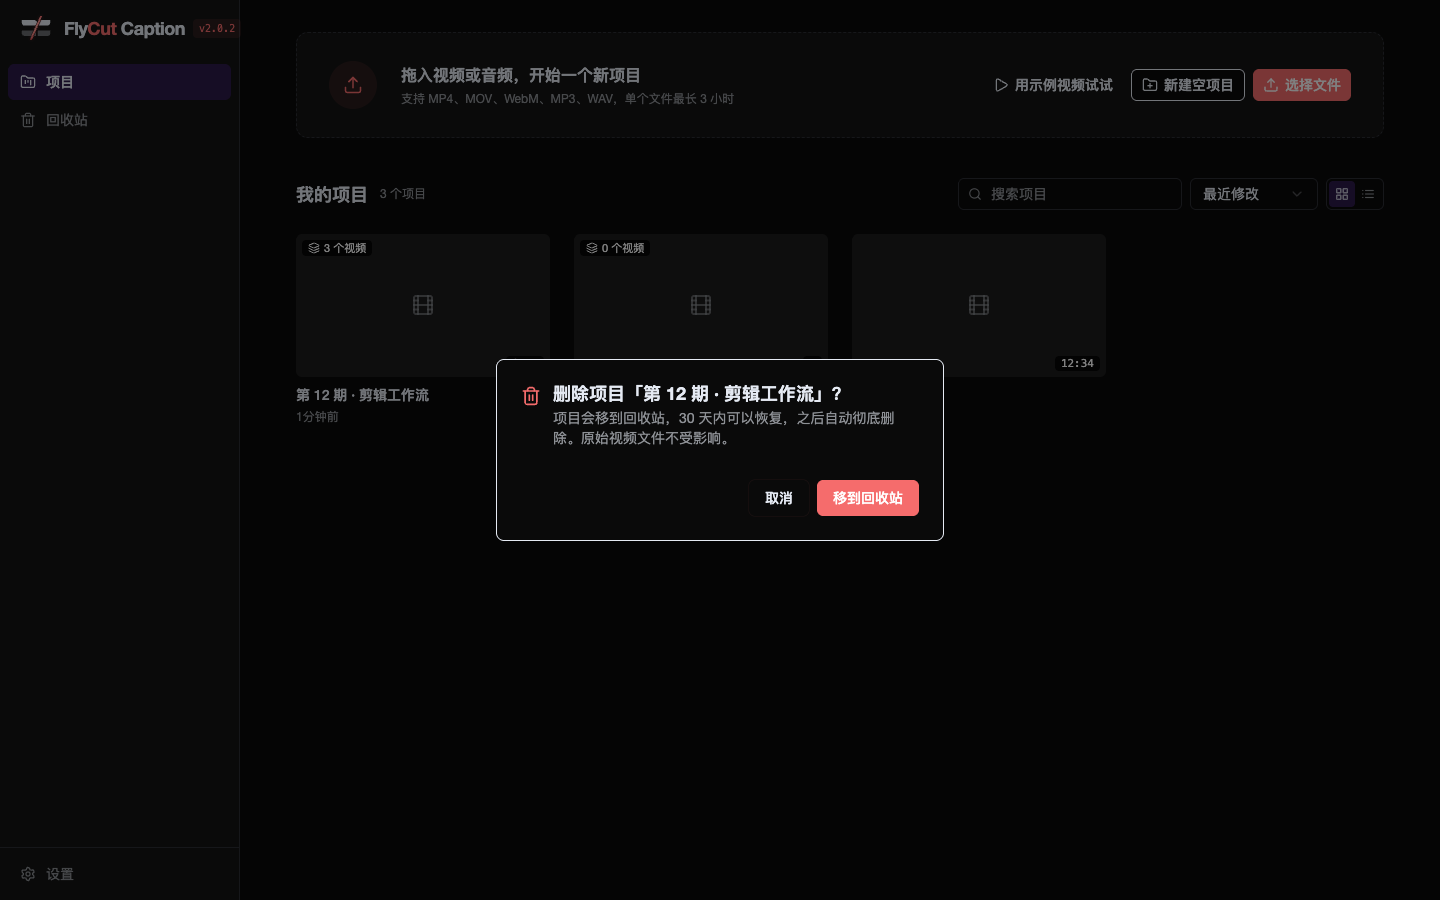 FlyCut Caption v2.0.2
项目
回收站
拖入视频或音频，开始一个新项目
支持 MP4、MOV、WebM、MP3、WAV，单个文件最长 3 小时
用示例视频试试
新建空项目
选择文件
我的项目 3 个项目
搜索项目
最近修改
3 个视频
0 个视频
12:34
第 12 期 · 剪辑工作流
1分钟前
删除项目「第 12 期 · 剪辑工作流」？
项目会移到回收站，30 天内可以恢复，之后自动彻底删
除。原始视频文件不受影响。
取消
移到回收站
设置